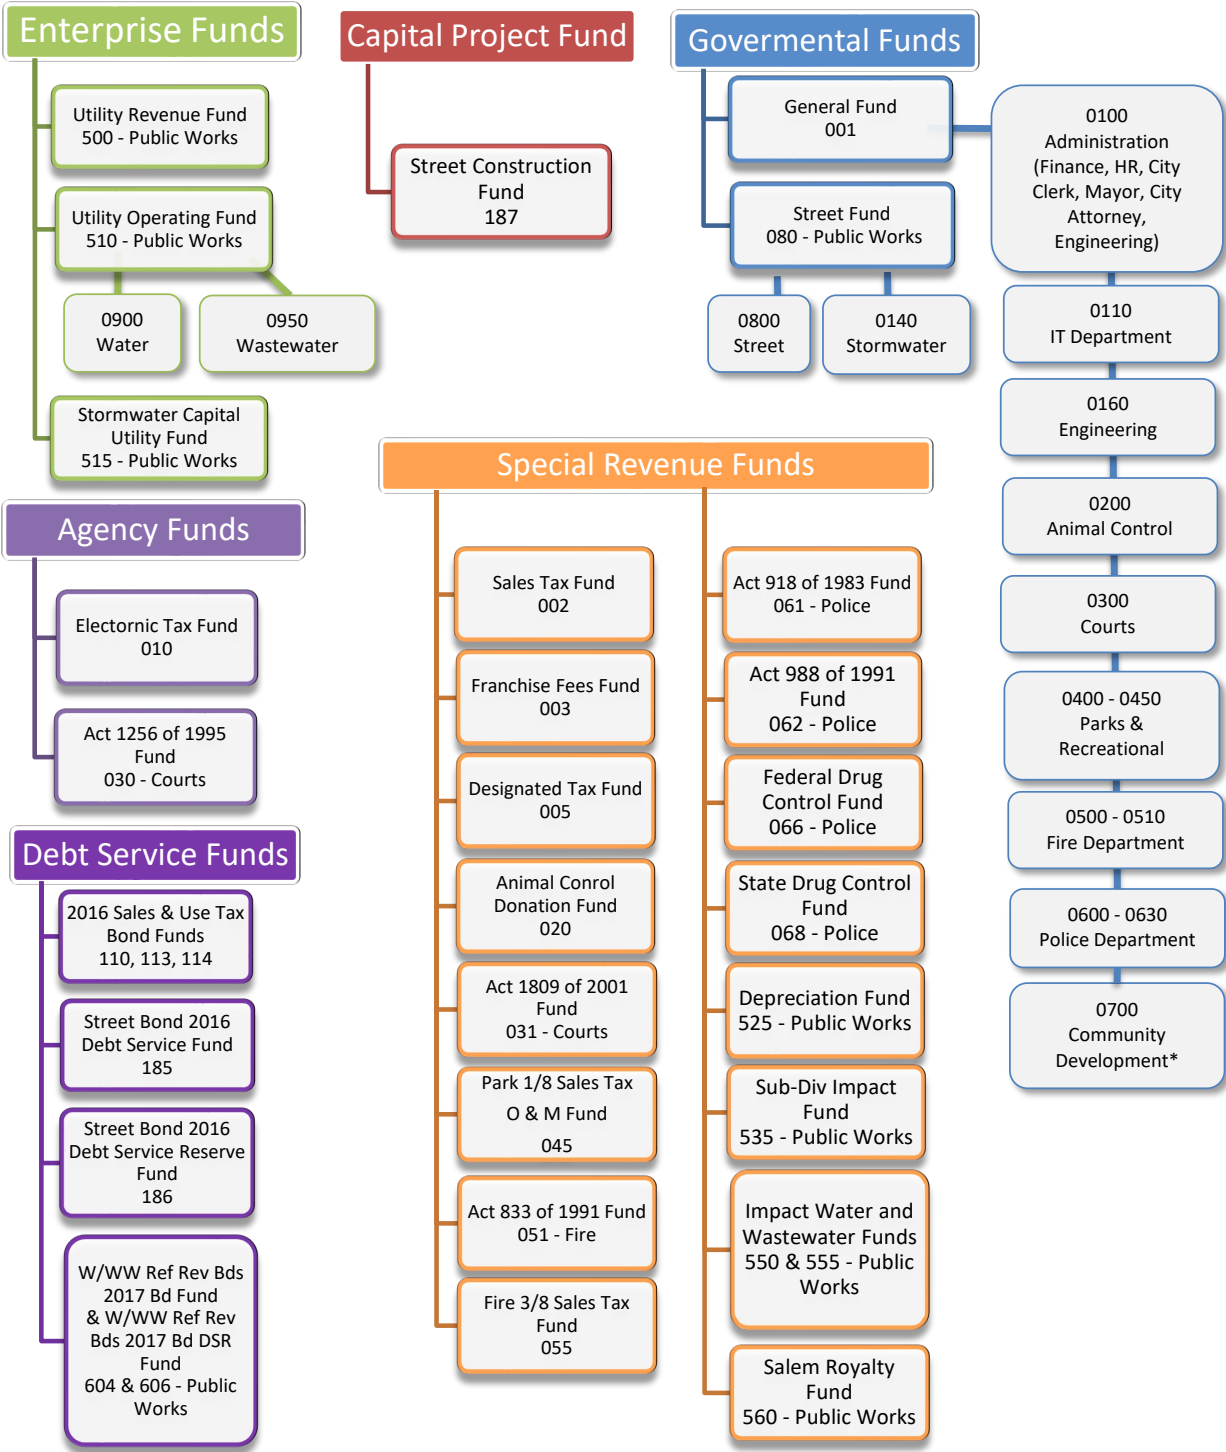 Enterprise Funds
Utility Revenue Fund
500 - Public Works
Utility Operating Fund
510 - Public Works
0900
Water
0950
Wastewater
Stormwater Capital
Utility Fund
515 - Public Works
Capital Project Fund
Street Construction
Fund
187
Govermental Funds
General Fund
001
Street Fund
080 - Public Works
0800
Street
0140
Stormwater
0100
Administration
(Finance, HR, City
Clerk, Mayor, City
Attorney,
Engineering)
0110
IT Department
0160
Engineering
0200
Animal Control
0300
Courts
0400 - 0450
Parks &
Recreational
0500 - 0510
Fire Department
0600 - 0630
Police Department
0700
Community
Development*
Agency Funds
Electornic Tax Fund
010
Act 1256 of 1995
Fund
030 - Courts
Debt Service Funds
2016 Sales & Use Tax
Bond Funds
110, 113, 114
Street Bond 2016
Debt Service Fund
185
Street Bond 2016
Debt Service Reserve
Fund
186
W/WW Ref Rev Bds
2017 Bd Fund
& W/WW Ref Rev
Bds 2017 Bd DSR
Fund
604 & 606 - Public
Works
Special Revenue Funds
Sales Tax Fund
002
Franchise Fees Fund
003
Designated Tax Fund
005
Animal Conrol
Donation Fund
020
Act 1809 of 2001
Fund
031 - Courts
Park 1/8 Sales Tax
O & M Fund
045
Act 833 of 1991 Fund
051 - Fire
Fire 3/8 Sales Tax
Fund
055
Act 918 of 1983 Fund
061 - Police
Act 988 of 1991
Fund
062 - Police
Federal Drug
Control Fund
066 - Police
State Drug Control
Fund
068 - Police
Depreciation Fund
525 - Public Works
Sub-Div Impact
Fund
535 - Public Works
Impact Water and
Wastewater Funds
550 & 555 - Public
Works
Salem Royalty
Fund
560 - Public Works